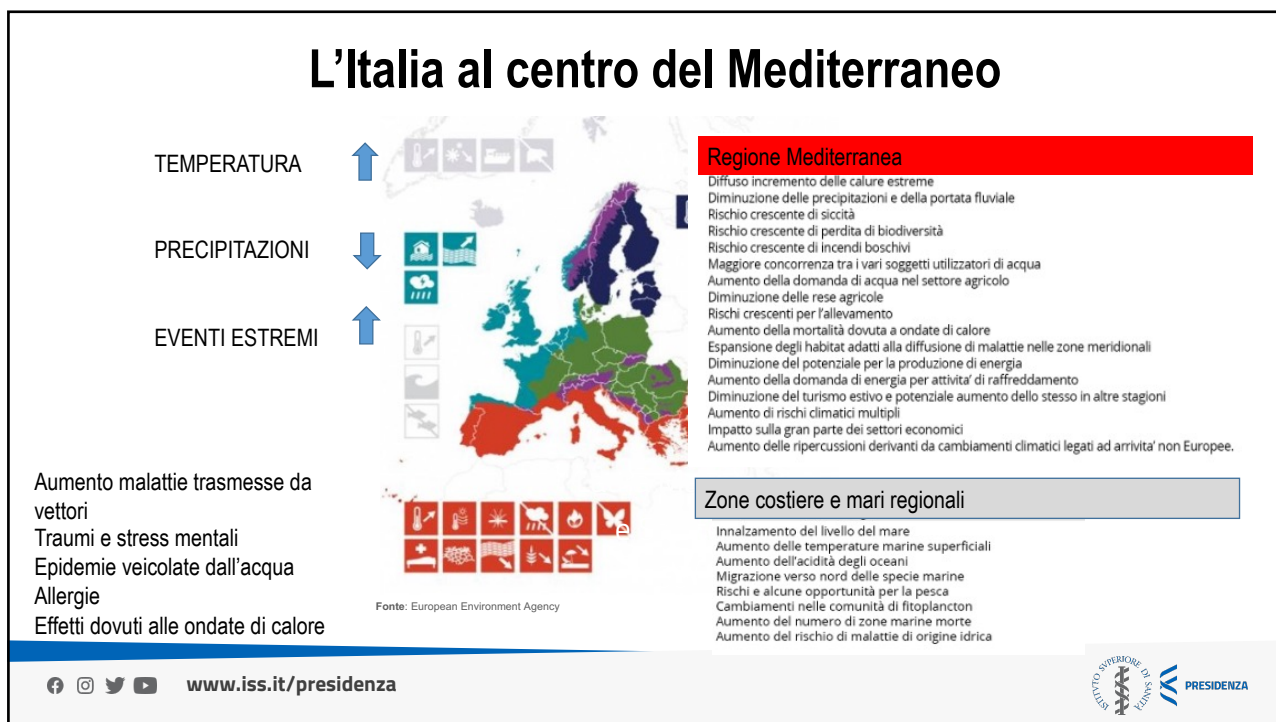 L'Italia al centro del Mediterraneo
TEMPERATURA
PRECIPITAZIONI
EVENTI ESTREMI
Aumento malattie trasmesse da
vettori
Traumi e stress mentali
Epidemie veicolate dall'acqua
Allergie
Effetti dovuti alle ondate di calore
Fonte: European Environment Agency
Regione Mediterranea
Diffuso incremento delle calure estreme
Diminuzione delle precipitazioni e della portata fluviale
Rischio crescente di siccità
Rischio crescente di perdita di biodiversità
Rischio crescente di incendi boschivi
Maggiore concorrenza tra i vari soggetti utilizzatori di acqua
Aumento della domanda di acqua nel settore agricolo
Diminuzione delle rese agricole
Rischi crescenti per l'allevamento
Aumento della mortalità dovuta a ondate di calore
Espansione degli habitat adatti alla diffusione di malattie nelle zone meridionali
Diminuzione del potenziale per la produzione di energia
Aumento della domanda di energia per attivita' di raffreddamento
Diminuzione del turismo estivo e potenziale aumento dello stesso in altre stagioni
Aumento di rischi climatici multipli
Impatto sulla gran parte dei settori economici
Aumento delle ripercussioni derivanti da cambiamenti climatici legati ad arrivita' non Europee.
Zone costiere e mari regionali
Innalzamento del livello del mare
Aumento delle temperature marine superficiali
Aumento dell'acidità degli oceani
Migrazione verso nord delle specie marine
Rischi e alcune opportunità per la pesca
Cambiamenti nelle comunità di fitoplancton
Aumento del numero di zone marine morte
Aumento del rischio di malattie di origine idrica
www.iss.it/presidenza
ISTITVTO SVPERIORE DI SANITÀ
PRESIDENZA